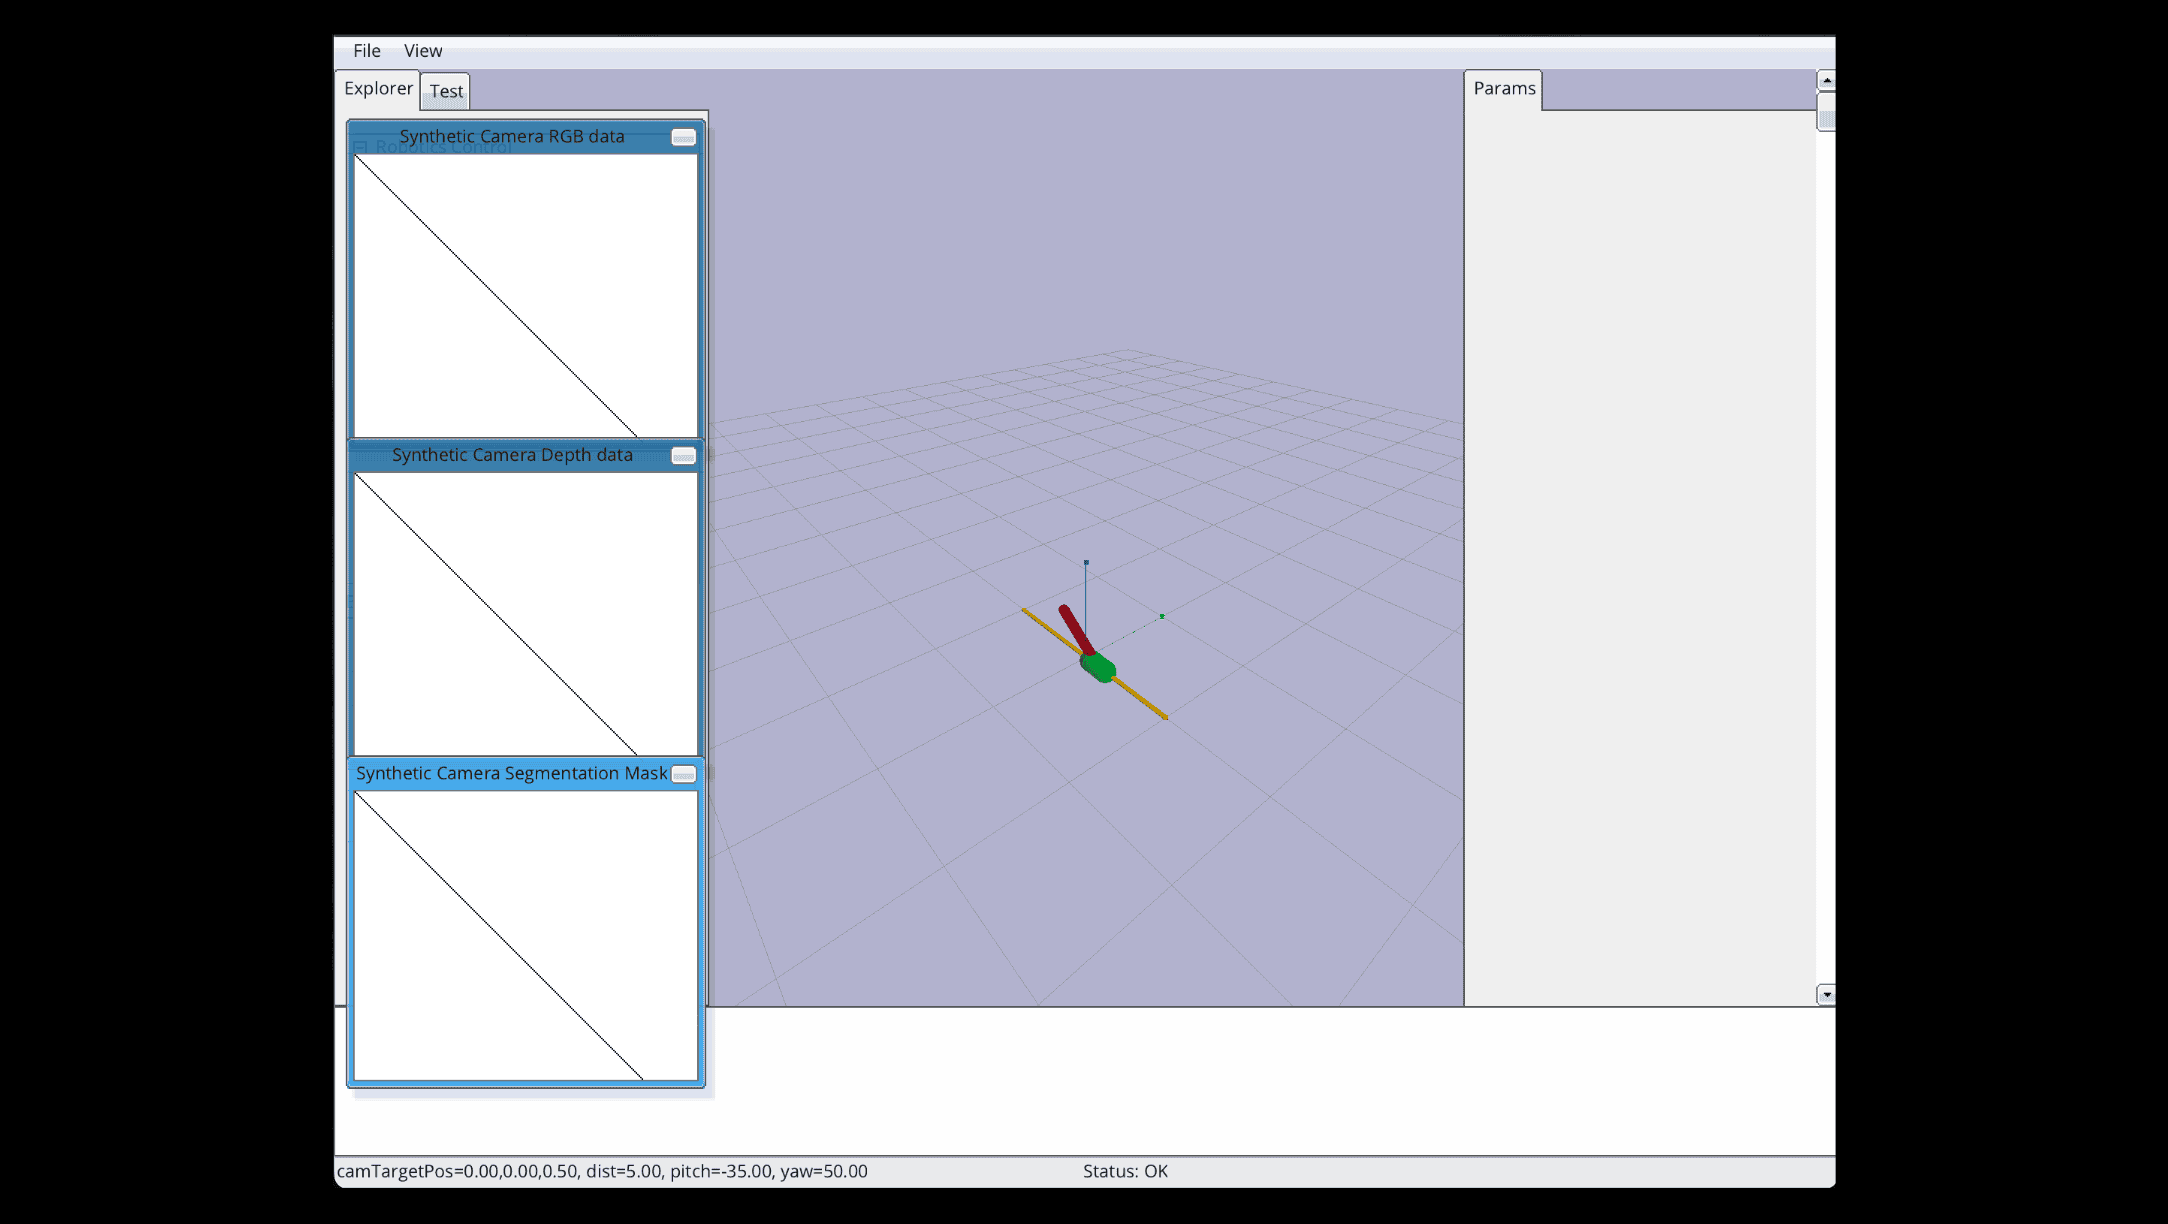 File View
Explorer Test
Params
Synthetic Camera RGB data
Robotics Control
Synthetic Camera Depth data
Synthetic Camera Segmentation Mask
camTargetPos=0.00,0.00,0.50, dist=5.00, pitch=-35.00, yaw=50.00
Status: OK